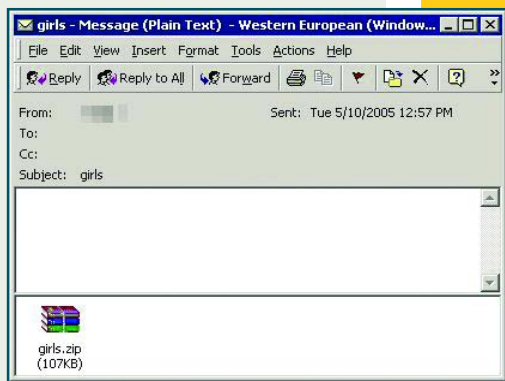 girls - Message (Plain Text) - Western European (Window...
File Edit View Insert Format Tools Actions Help
Reply Reply to All Forward
From: Sent: Tue 5/10/2005 12:57 PM
To:
Cc:
Subject: girls
girls.zip
(107KB)